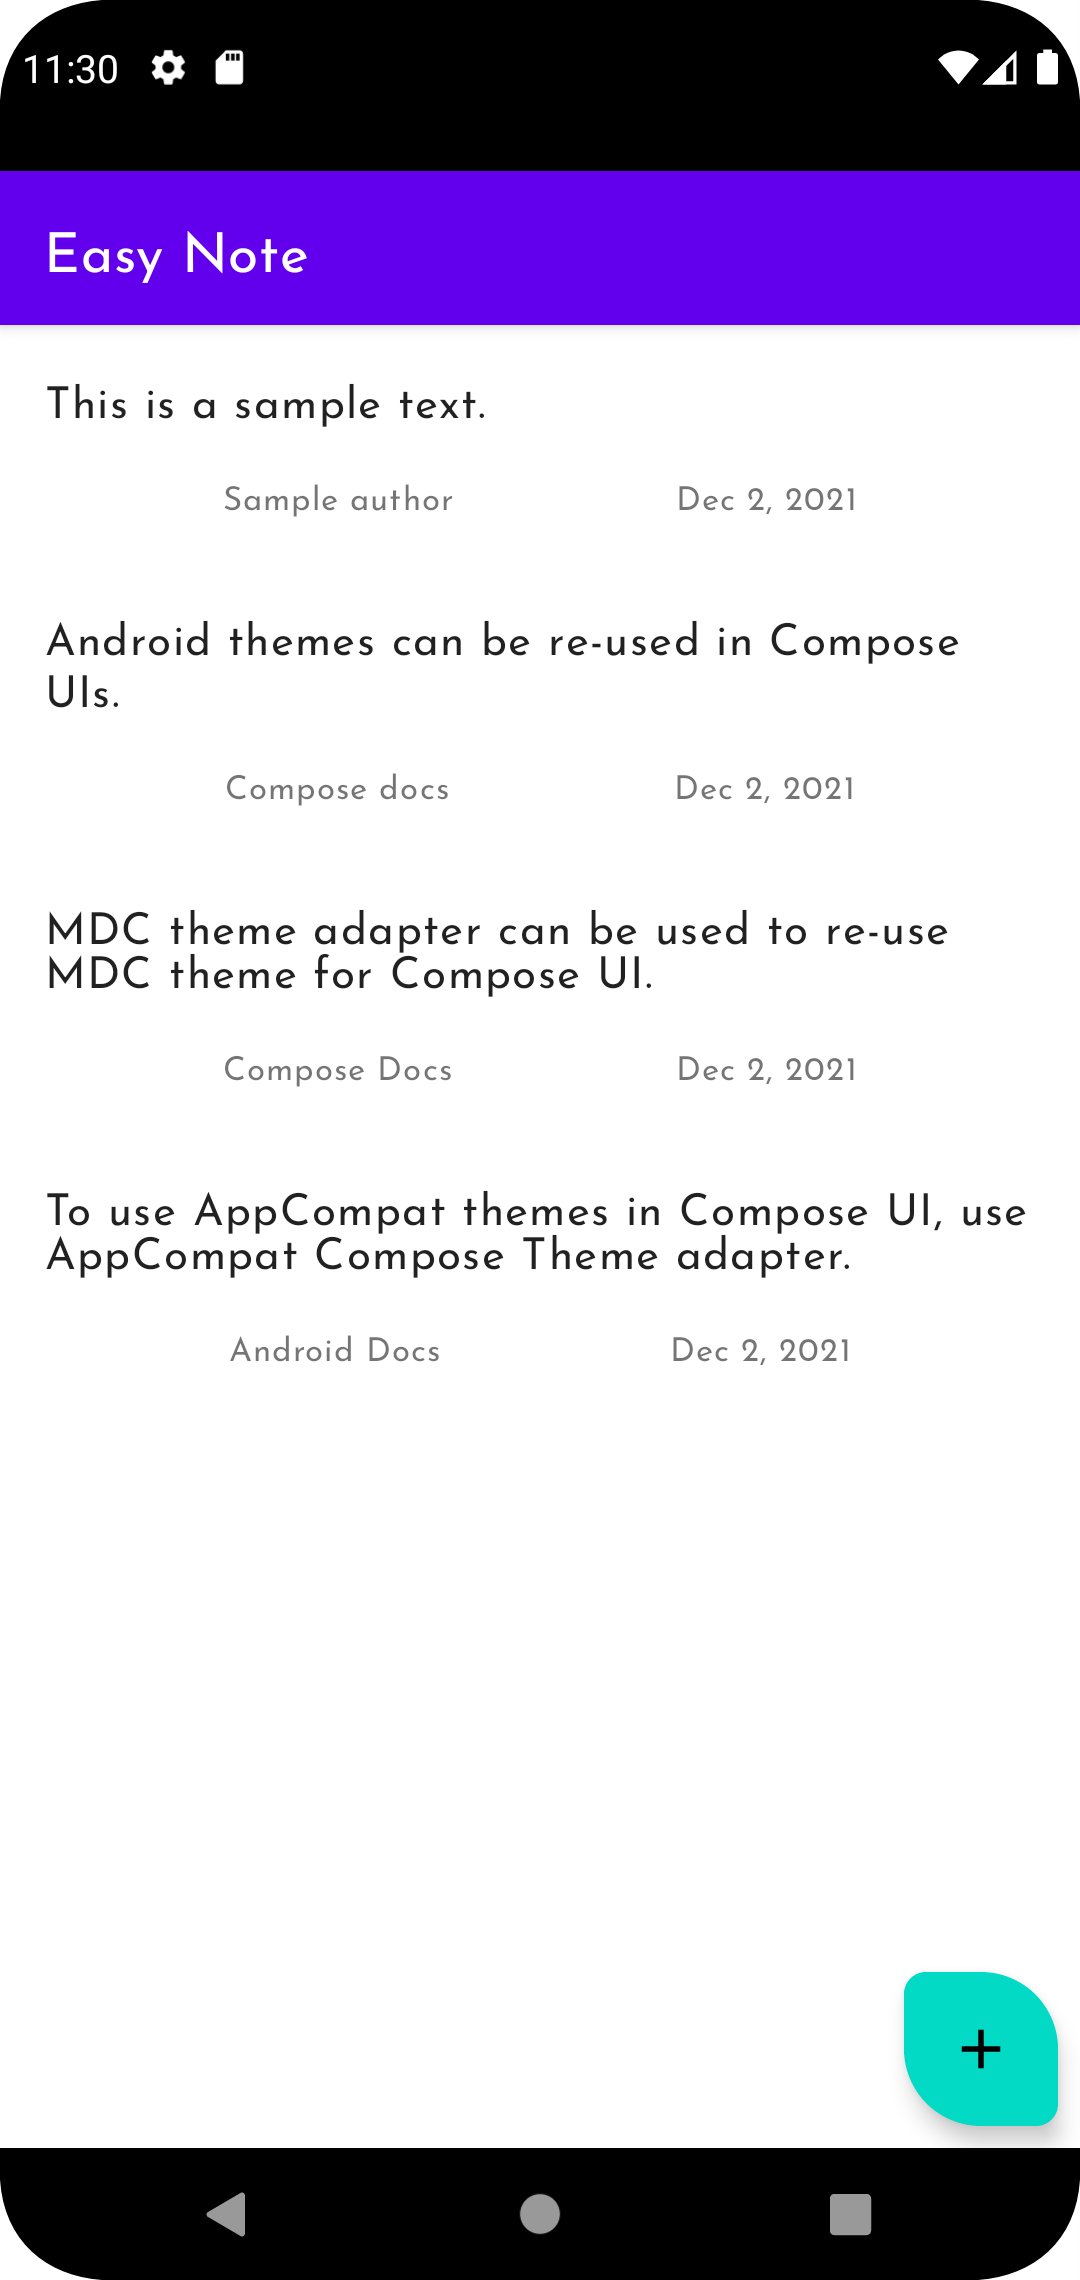 11:30
Easy Note
This is a sample text.
Sample author Dec 2, 2021
Android themes can be re-used in Compose
UIs.
Compose docs Dec 2, 2021
MDC theme adapter can be used to re-use
MDC theme for Compose UI.
Compose Docs Dec 2, 2021
To use AppCompat themes in Compose UI, use
AppCompat Compose Theme adapter.
Android Docs Dec 2, 2021